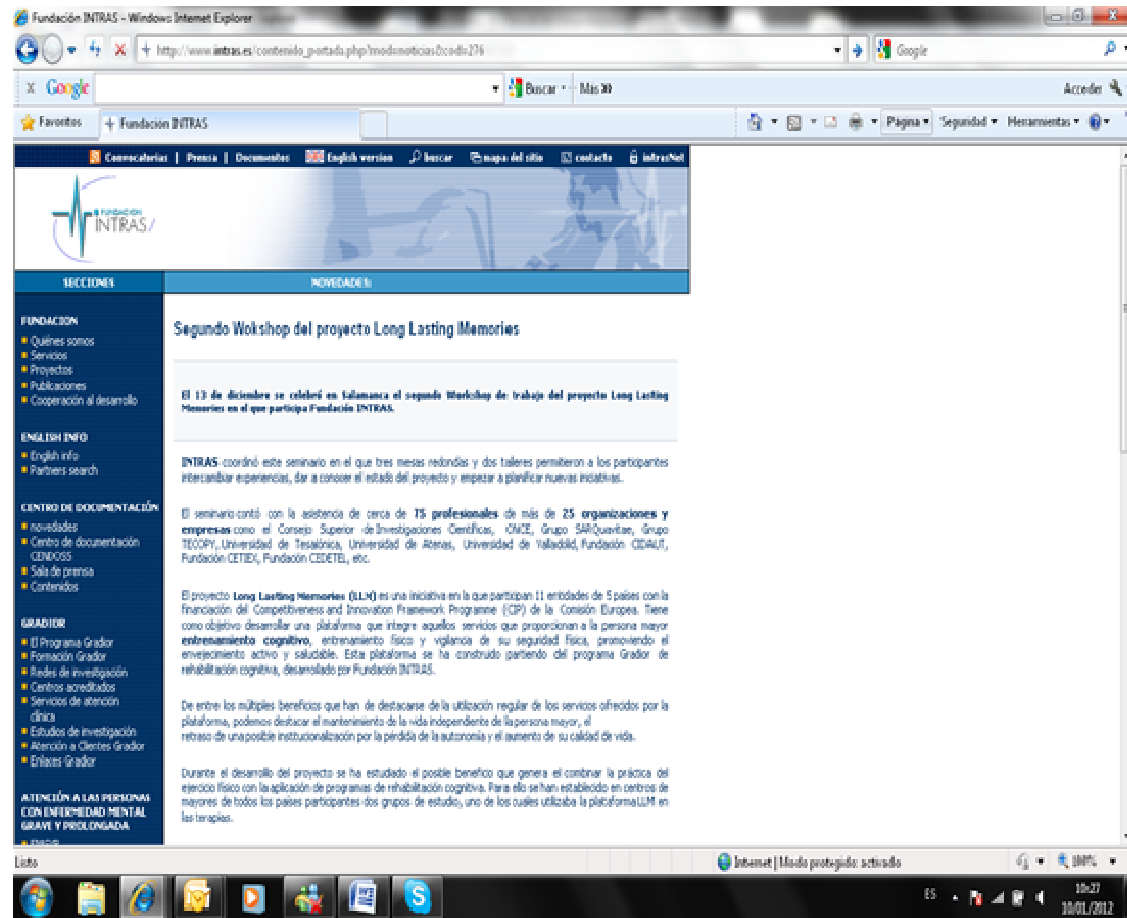 Fundación INTRAS - Windows Internet Explorer
http://www.intras.es/contenido_portada.php?mod=noticias&cod=276
Google
x Google
Buscar
Más »
Acceder
Favoritos
Fundación INTRAS
Página
Seguridad
Herramientas
Convocatorias | Prensa | Documentos
English version
buscar
mapa del sitio
contacto
intrasNet
FUNDACION
INTRAS
SECCIONES
NOVEDADES:
FUNDACION
Quiénes somos
Servicios
Proyectos
Publicaciones
Cooperación al desarrollo
ENGLISH INFO
English info
Partners search
CENTRO DE DOCUMENTACIÓN
novedades
Centro de documentación
CENDOSS
Sala de prensa
Contenidos
GRADIOR
El Programa Gradior
Formación Gradior
Redes de investigación
Centros acreditados
Servicios de atención
clínica
Estudios de investigación
Atención a Clientes Gradior
Enlaces Gradior
ATENCIÓN A LAS PERSONAS
CON ENFERMEDAD MENTAL
GRAVE Y PROLONGADA
Segundo Wokshop del proyecto Long Lasting Memories
El 13 de diciembre se celebró en Salamanca el segundo Workshop de trabajo del proyecto Long Lasting
Memories en el que participa Fundación INTRAS.
INTRAS coordinó este seminario en el que tres mesas redondas y dos talleres permitieron a los participantes
intercambiar experiencias, dar a conocer el estado del proyecto y empezar a planificar nuevas iniciativas.
El seminario contó con la asistencia de cerca de 75 profesionales de más de 25 organizaciones y
empresas como el Consejo Superior de Investigaciones Científicas, ONCE, Grupo SARQuavitae, Grupo
TECOPY, Universidad de Tesalónica, Universidad de Atenas, Universidad de Valladolid, Fundación CIDAUT,
Fundación CETIEX, Fundación CEDETEL, etc.
El proyecto Long Lasting Memories (LLM) es una iniciativa en la que participan 11 entidades de 5 países con la
financiación del Competitiveness and Innovation Framework Programme (CIP) de la Comisión Europea. Tiene
como objetivo desarrollar una plataforma que integre aquellos servicios que proporcionan a la persona mayor
entrenamiento cognitivo, entrenamiento físico y vigilancia de su seguridad física, promoviendo el
envejecimiento activo y saludable. Esta plataforma se ha construido partiendo del programa Gradior de
rehabilitación cognitiva, desarrollado por Fundación INTRAS.
De entre los múltiples beneficios que han de destacarse de la utilización regular de los servicios ofrecidos por la
plataforma, podemos destacar el mantenimiento de la vida independente de la persona mayor, el
retraso de una posible institucionalización por la pérdida de la autonomía y el aumento de su calidad de vida.
Durante el desarrollo del proyecto se ha estudiado el posible benefico que genera el combinar la práctica del
ejercicio físico con la aplicación de programas de rehabilitación cognitiva. Para ello se han establecido en centros de
mayores de todos los países participantes dos grupos de estudio, uno de los cuales utilizaba la plataforma LLM en
las terapias.
Listo
Internet | Modo protegido: activado
100%
ES
10:27
10/01/2012